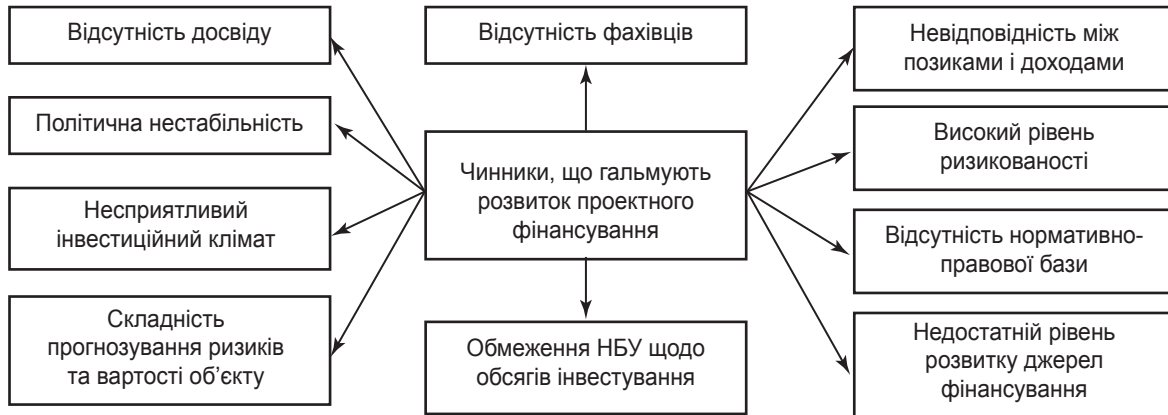 Відсутність досвіду
Політична нестабільність
Несприятливий
інвестиційний клімат
Складність
прогнозування ризиків
та вартості об’єкту
Відсутність фахівців
Чинники, що гальмують
розвиток проектного
фінансування
Обмеження НБУ щодо
обсягів інвестування
Невідповідність між
позиками і доходами
Високий рівень
ризикованості
Відсутність нормативно-
правової бази
Недостатній рівень
розвитку джерел
фінансування